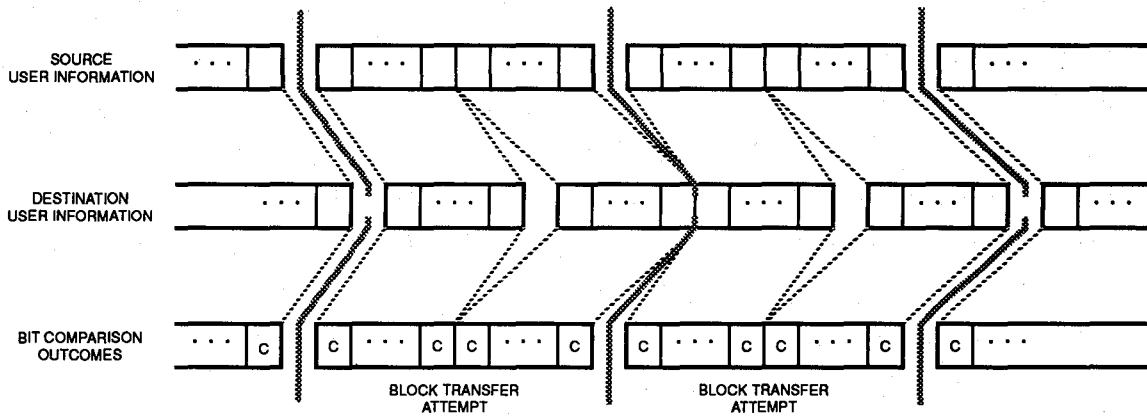 SOURCE
USER INFORMATION
. . .
. . .
. . .
. . .
. . .
. . .
DESTINATION
USER INFORMATION
. . .
. . .
. . .
. . .
. . .
. . .
BIT COMPARISON
OUTCOMES
. . . C
C . . . C C . . . C
C . . . C C . . . C
C . . .
BLOCK TRANSFER
ATTEMPT
BLOCK TRANSFER
ATTEMPT